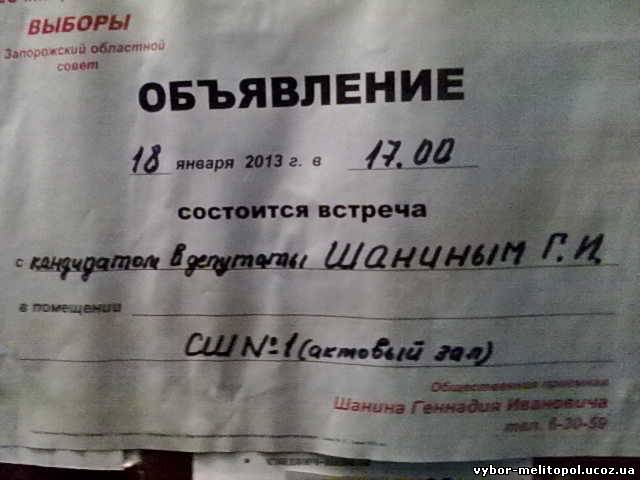 ВЫБОРЫ
Запорожский областной
совет
ОБЪЯВЛЕНИЕ
18 января 2013 г. в 17.00
состоится встреча
с кандидатом в депутаты Шаниным Г.И.
в помещении
СШ №1 (актовый зал)
Общественная приемная
Шанина Геннадия Ивановича
тел. 6-30-59
vybor-melitopol.ucoz.ua